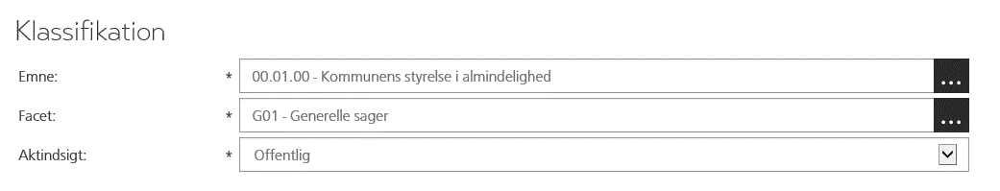 Klassifikation
Emne: * 00.01.00 - Kommunens styrelse i almindelighed ...
Facet: * G01 - Generelle sager ...
Aktindsigt: * Offentlig